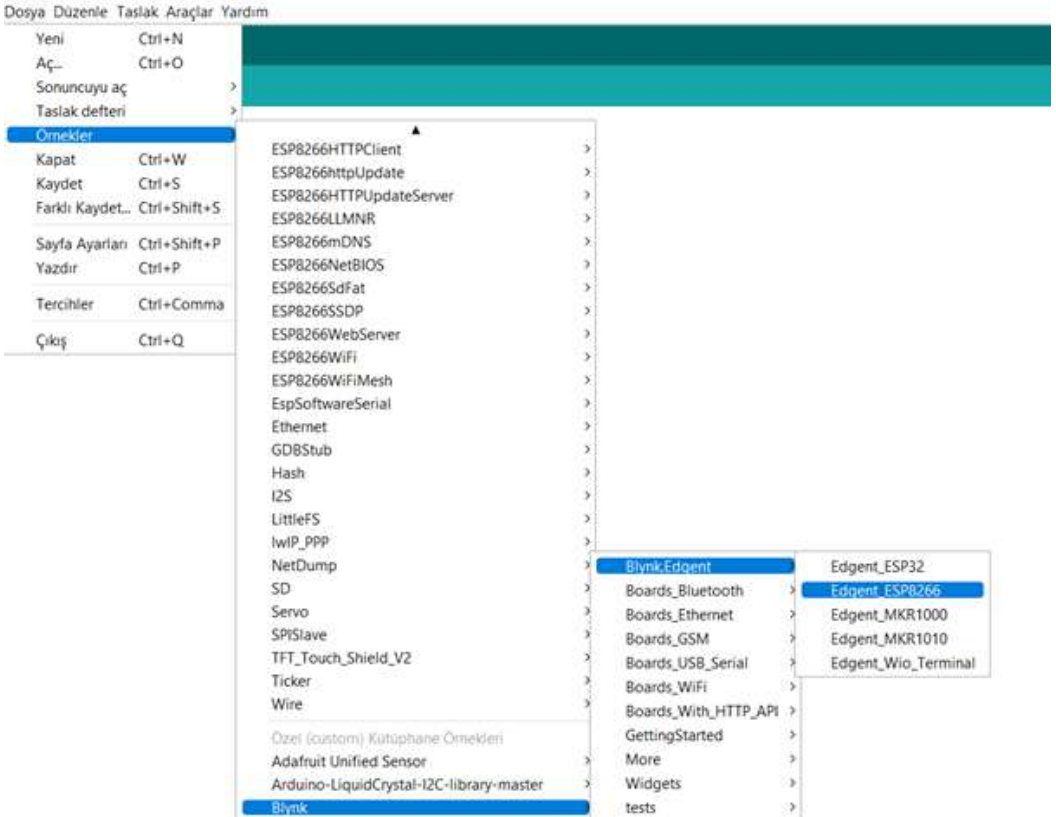 Dosya Düzenle Taslak Araçlar Yardım
Yeni Ctrl+N
Aç... Ctrl+O
Sonuncuyu aç
Taslak defteri
Örnekler
Kapat Ctrl+W
Kaydet Ctrl+S
Farklı Kaydet... Ctrl+Shift+S
Sayfa Ayarları Ctrl+Shift+P
Yazdır Ctrl+P
Tercihler Ctrl+Comma
Çıkış Ctrl+Q
ESP8266HTTPClient
ESP8266httpUpdate
ESP8266HTTPUpdateServer
ESP8266LLMNR
ESP8266mDNS
ESP8266NetBIOS
ESP8266SdFat
ESP8266SSDP
ESP8266WebServer
ESP8266WiFi
ESP8266WiFiMesh
EspSoftwareSerial
Ethernet
GDBStub
Hash
I2S
LittleFS
lwIP_PPP
NetDump
SD
Servo
SPISlave
TFT_Touch_Shield_V2
Ticker
Wire
Özel (custom) Kütüphane Örnekleri
Adafruit Unified Sensor
Arduino-LiquidCrystal-I2C-library-master
Blynk
Blynk.Edgent
Boards_Bluetooth
Boards_Ethernet
Boards_GSM
Boards_USB_Serial
Boards_WiFi
Boards_With_HTTP_API
GettingStarted
More
Widgets
tests
Edgent_ESP32
Edgent_ESP8266
Edgent_MKR1000
Edgent_MKR1010
Edgent_Wio_Terminal